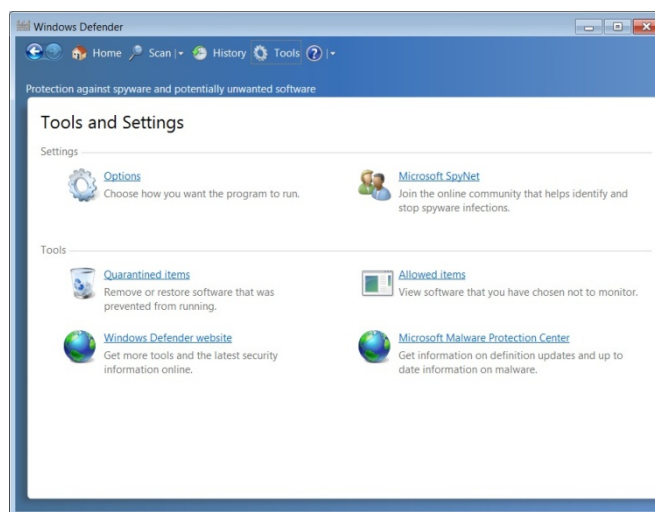 Windows Defender
Home Scan History Tools
Protection against spyware and potentially unwanted software
Tools and Settings
Settings
Options
Choose how you want the program to run.
Microsoft SpyNet
Join the online community that helps identify and
stop spyware infections.
Tools
Quarantined items
Remove or restore software that was
prevented from running.
Allowed items
View software that you have chosen not to monitor.
Windows Defender website
Get more tools and the latest security
information online.
Microsoft Malware Protection Center
Get information on definition updates and up to
date information on malware.